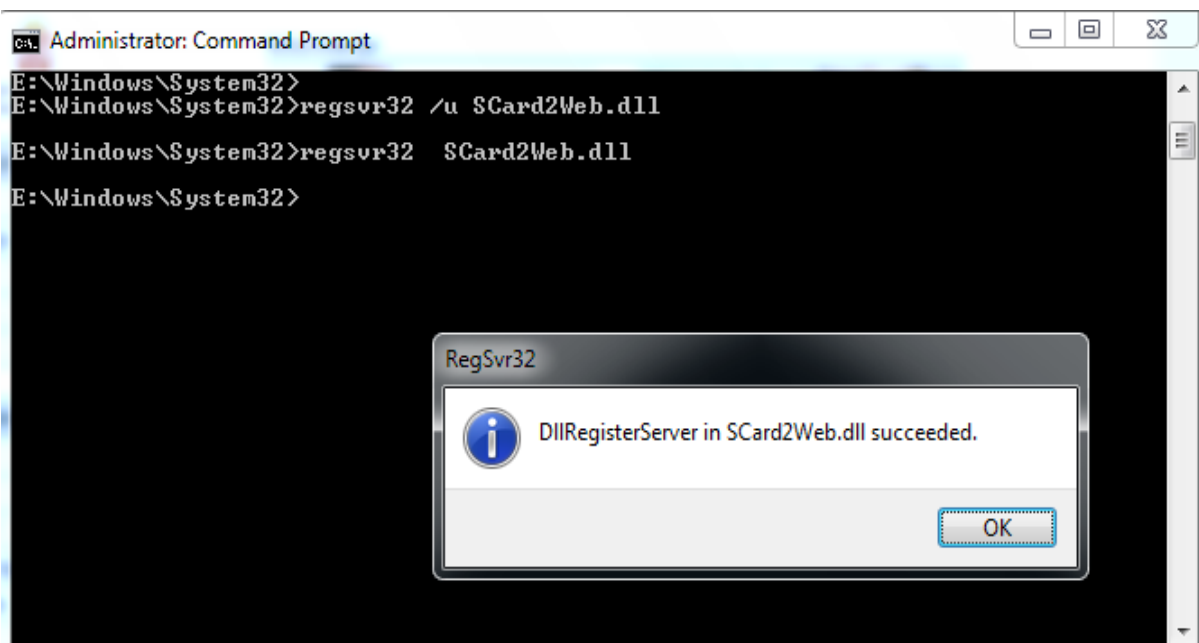 Administrator: Command Prompt
E:\Windows\System32>
E:\Windows\System32>regsvr32 /u SCard2Web.dll
E:\Windows\System32>regsvr32  SCard2Web.dll
E:\Windows\System32>
RegSvr32
DllRegisterServer in SCard2Web.dll succeeded.
OK